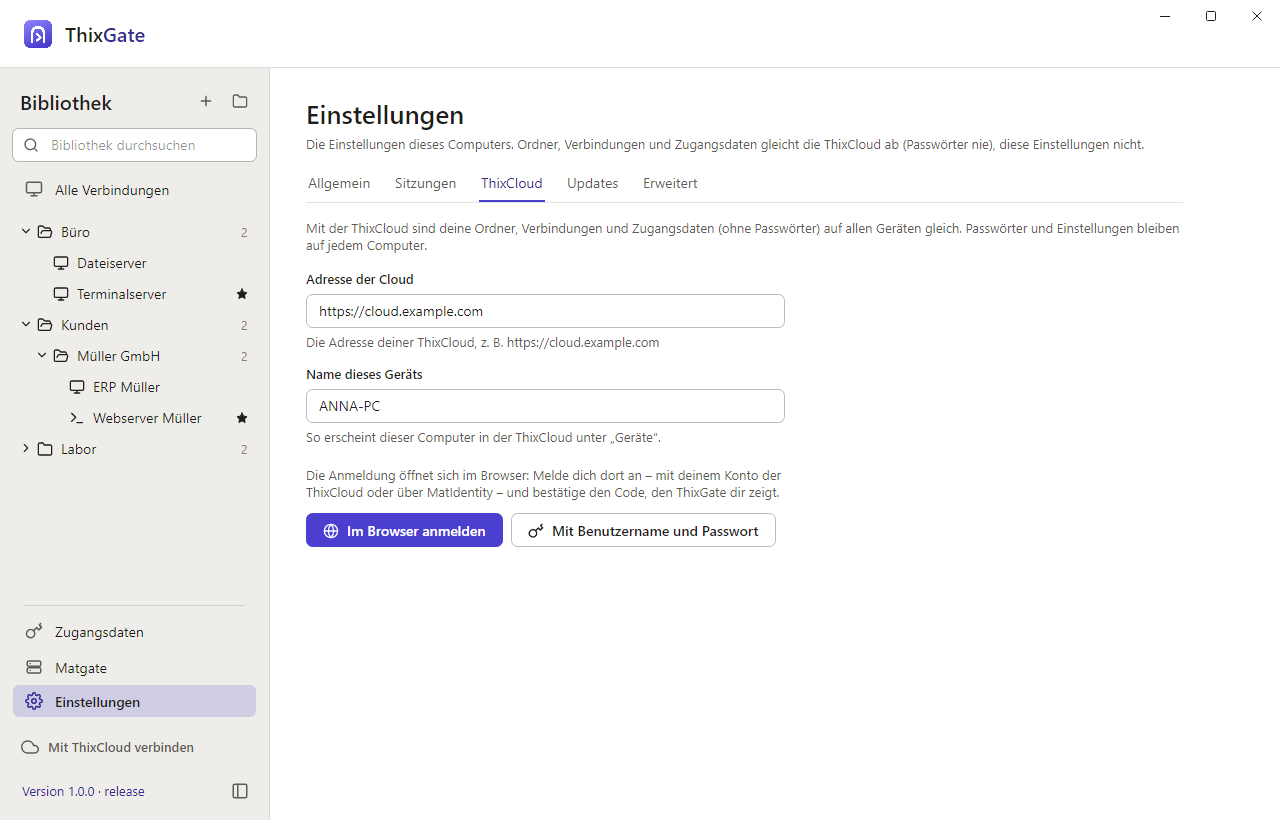 ThixGate
Bibliothek
Bibliothek durchsuchen
Alle Verbindungen
Büro 2
Dateiserver
Terminalserver
Kunden 2
Müller GmbH 2
ERP Müller
Webserver Müller
Labor 2
Zugangsdaten
Matgate
Einstellungen
Mit ThixCloud verbinden
Version 1.0.0 · release
Einstellungen
Die Einstellungen dieses Computers. Ordner, Verbindungen und Zugangsdaten gleicht die ThixCloud ab (Passwörter nie), diese Einstellungen nicht.
Allgemein Sitzungen ThixCloud Updates Erweitert
Mit der ThixCloud sind deine Ordner, Verbindungen und Zugangsdaten (ohne Passwörter) auf allen Geräten gleich. Passwörter und Einstellungen bleiben
auf jedem Computer.
Adresse der Cloud
https://cloud.example.com
Die Adresse deiner ThixCloud, z. B. https://cloud.example.com
Name dieses Geräts
ANNA-PC
So erscheint dieser Computer in der ThixCloud unter „Geräte“.
Die Anmeldung öffnet sich im Browser: Melde dich dort an – mit deinem Konto der
ThixCloud oder über MatIdentity – und bestätige den Code, den ThixGate dir zeigt.
Im Browser anmelden Mit Benutzername und Passwort